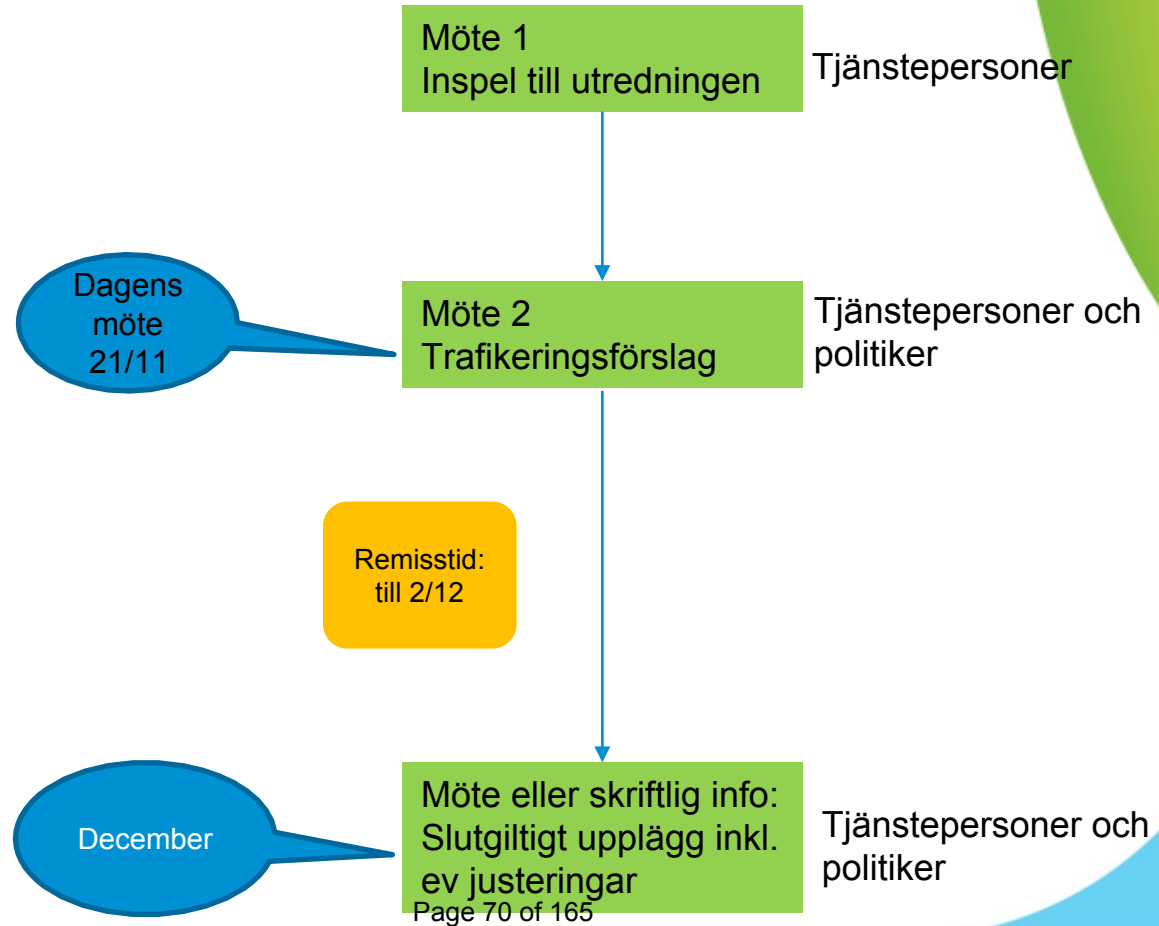 Möte 1
Inspel till utredningen
Tjänstepersoner
Dagens
möte
21/11
Möte 2
Trafikeringsförslag
Tjänstepersoner och
politiker
Remisstid:
till 2/12
December
Möte eller skriftlig info:
Slutgiltigt upplägg inkl.
ev justeringar
Tjänstepersoner och
politiker
Page 70 of 165